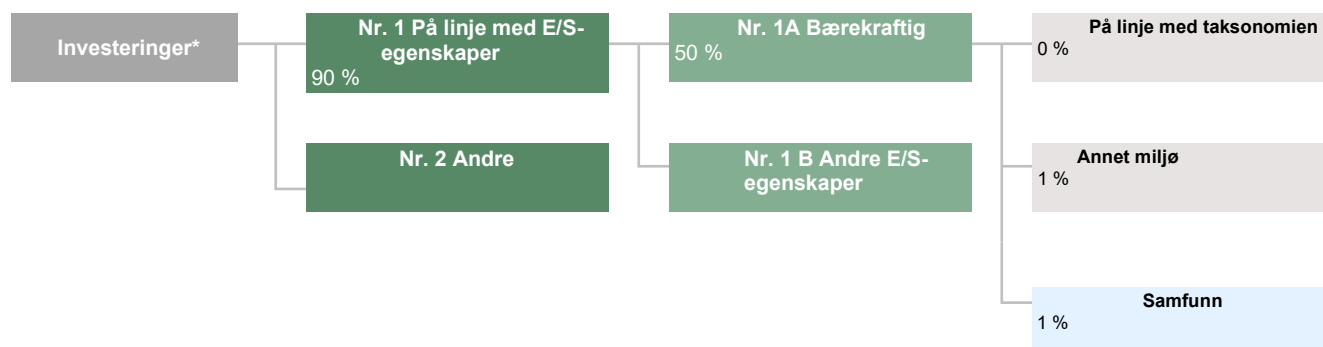 Investeringer*
Nr. 1 På linje med E/S-
egenskaper
90 %
Nr. 1A Bærekraftig
50 %
På linje med taksonomien
0 %
Nr. 2 Andre
Nr. 1 B Andre E/S-
egenskaper
Annet miljø
1 %
Samfunn
1 %